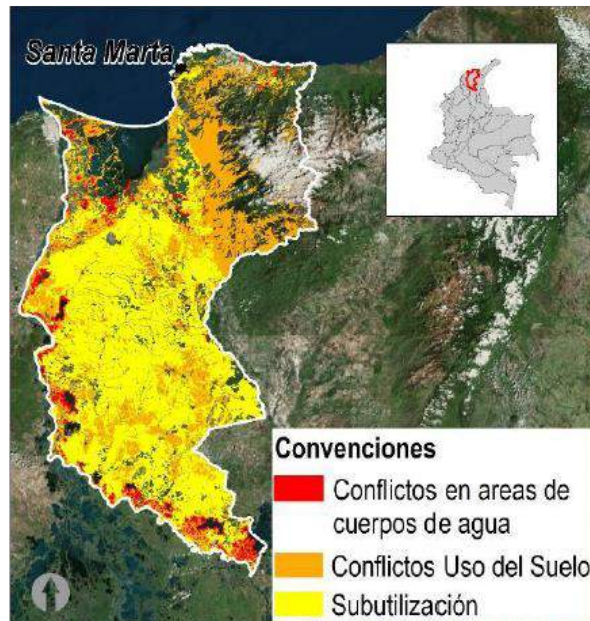 Santa Marta
Convenciones
Conflictos en areas de
cuerpos de agua
Conflictos Uso del Suelo
Subutilización